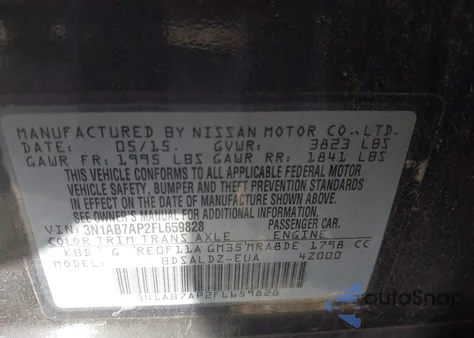 MANUFACTURED BY NISSAN MOTOR CO.,LTD.
DATE: 05/15. GVWR: 3823 LBS
GAWR FR: 1995 LBS GAWR RR: 1841 LBS
THIS VEHICLE CONFORMS TO ALL APPLICABLE FEDERAL MOTOR
VEHICLE SAFETY, BUMPER AND THEFT PREVENTION STANDARDS
IN EFFECT ON THE DATE OF MANUFACTURE SHOWN ABOVE.
SEE OWNER'S MANUAL.
VIN: 3N1AB7AP2FL659828 PASSENGER CAR.
COLOR TRIM TRANS AXLE ENGINE
KBD G RE0F11A GM35 MRA8DE 1798 CC
MODEL: BDSALDZ-EUA 42000
3N1AB7AP2FL659828
autoSnap